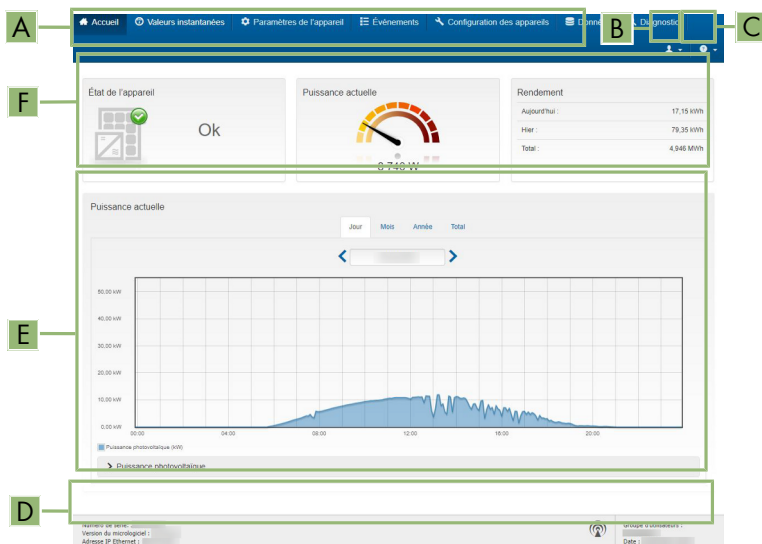 A
Accueil Valeurs instantanées Paramètres de l'appareil Événements Configuration des appareils Donné Diagnostic
B
C
F
État de l'appareil
Ok
Puissance actuelle
3 740 W
Rendement
Aujourd'hui : 17,15 kWh
Hier : 79,35 kWh
Total : 4,946 MWh
Puissance actuelle
Jour Mois Année Total
E
50,00 kW
40,00 kW
30,00 kW
20,00 kW
10,00 kW
0,00 kW
00:00 04:00 08:00 12:00 16:00 20:00
Puissance photovoltaïque (kW)
Puissance photovoltaïque
D
Numéro de série:
Version du micrologiciel :
Adresse IP Ethernet :
Groupe d'utilisateurs :
Date :